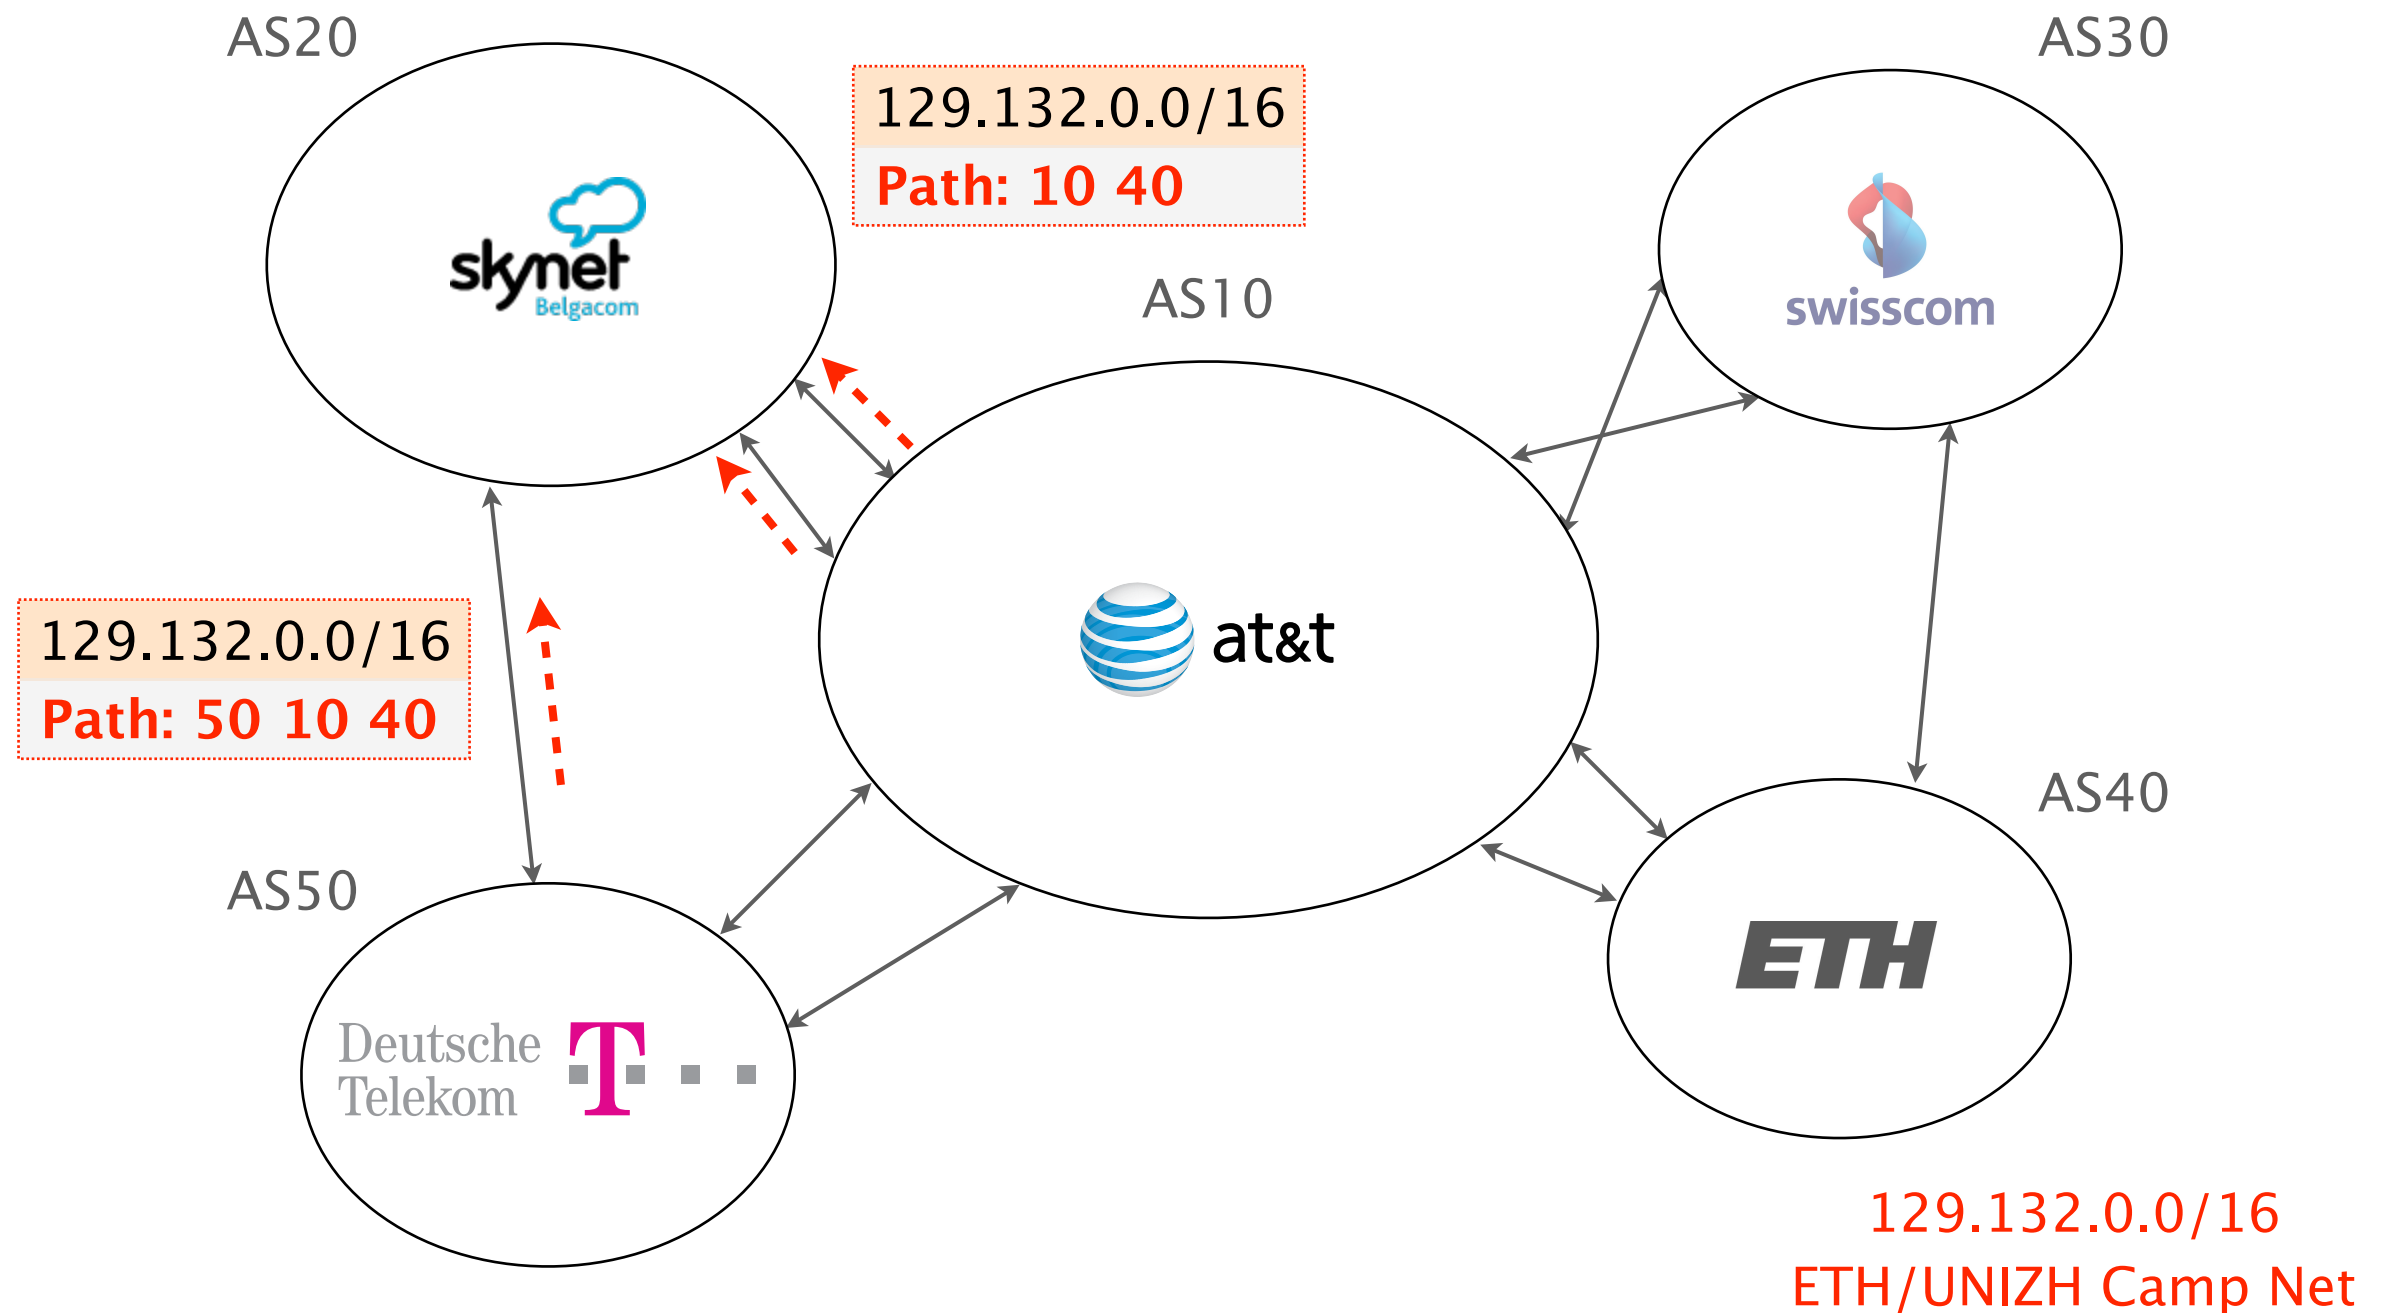 AS20
AS30
129.132.0.0/16
Path: 10 40
skynet
Belgacom
AS10
swisscom
129.132.0.0/16
Path: 50 10 40
at&t
AS40
AS50
ETH
Deutsche
Telekom
T
129.132.0.0/16
ETH/UNIZH Camp Net